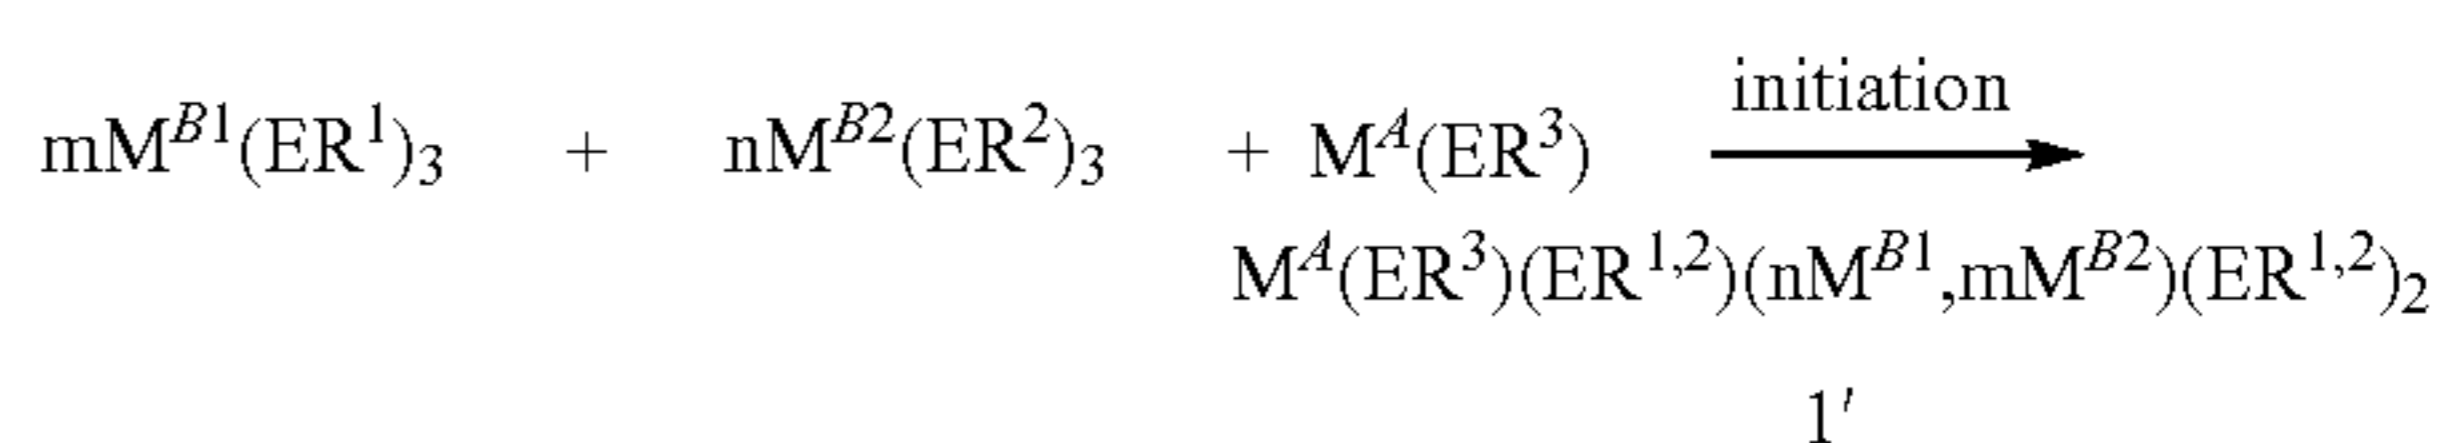 initiation
mM^{B1}(ER^1)_3 + nM^{B2}(ER^2)_3 + M^A(ER^3)
M^A(ER^3)(ER^{1,2})(nM^{B1},mM^{B2})(ER^{1,2})_2
1′